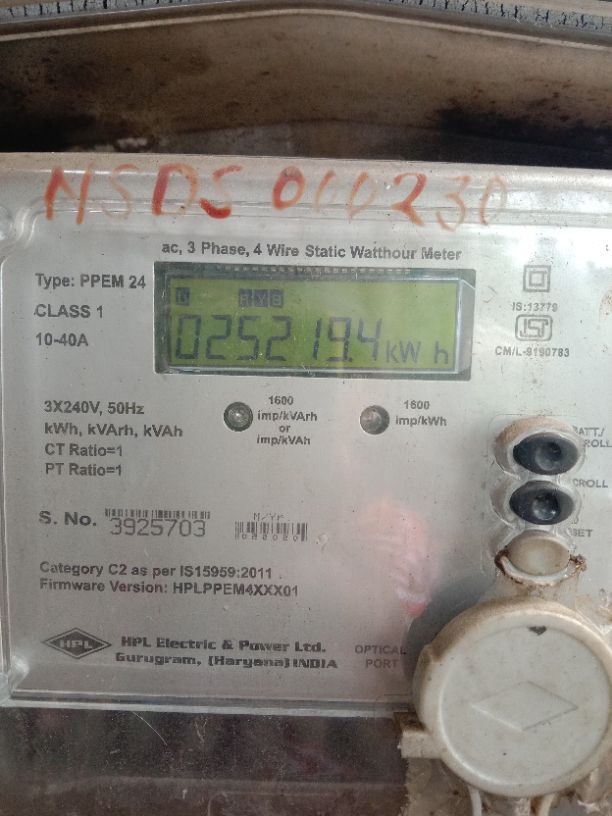 NSDS 000230
ac, 3 Phase, 4 Wire Static Watthour Meter
Type: PPEM 24
CLASS 1
10-40A
R Y B
025219.4 kW h
IS:13779
CM/L-9190783
3X240V, 50Hz
kWh, kVArh, kVAh
CT Ratio=1
PT Ratio=1
1600
imp/kVArh
or
imp/kVAh
1600
imp/kWh
S. No. 3925703
M/Yr
Category C2 as per IS15959:2011
Firmware Version: HPLPPEM4XXX01
HPL
HPL Electric & Power Ltd.
Gurugram, (Haryana) INDIA
OPTICAL
PORT